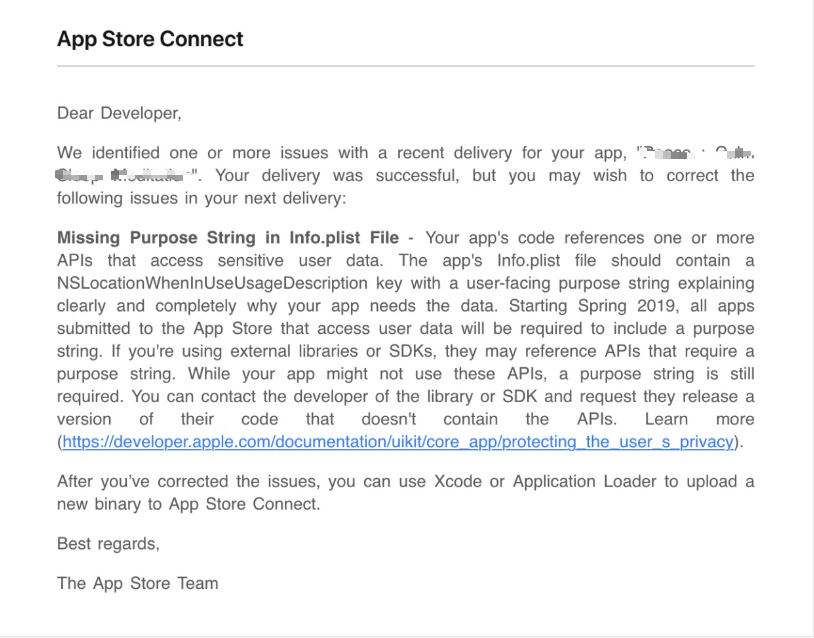 App Store Connect
Dear Developer,
We identified one or more issues with a recent delivery for your app, "
". Your delivery was successful, but you may wish to correct the
following issues in your next delivery:
Missing Purpose String in Info.plist File - Your app's code references one or more
APIs that access sensitive user data. The app's Info.plist file should contain a
NSLocationWhenInUseUsageDescription key with a user-facing purpose string explaining
clearly and completely why your app needs the data. Starting Spring 2019, all apps
submitted to the App Store that access user data will be required to include a purpose
string. If you're using external libraries or SDKs, they may reference APIs that require a
purpose string. While your app might not use these APIs, a purpose string is still
required. You can contact the developer of the library or SDK and request they release a
version of their code that doesn't contain the APIs. Learn more
(https://developer.apple.com/documentation/uikit/core_app/protecting_the_user_s_privacy).
After you've corrected the issues, you can use Xcode or Application Loader to upload a
new binary to App Store Connect.
Best regards,
The App Store Team